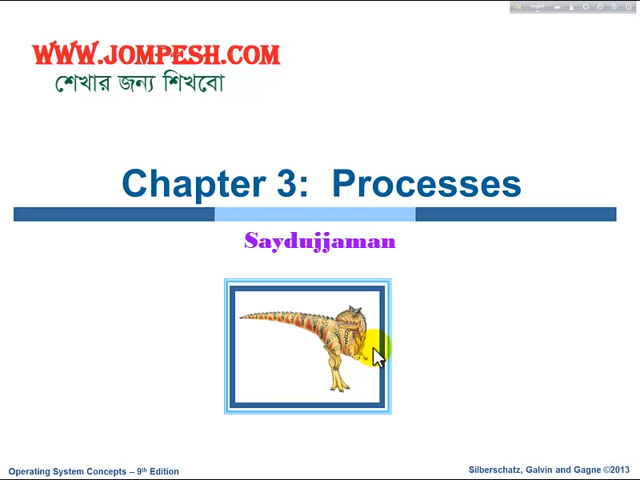 WWW.JOMPESH.COM
শেখার জন্য শিখবো
Chapter 3: Processes
Saydujjaman
Operating System Concepts – 9th Edition
Silberschatz, Galvin and Gagne ©2013